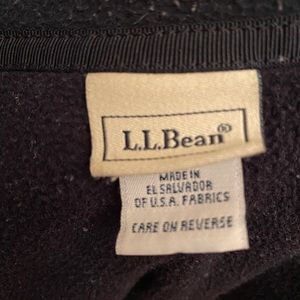 L.L.Bean®
MADE IN
EL SALVADOR
OF U.S.A. FABRICS
CARE ON REVERSE